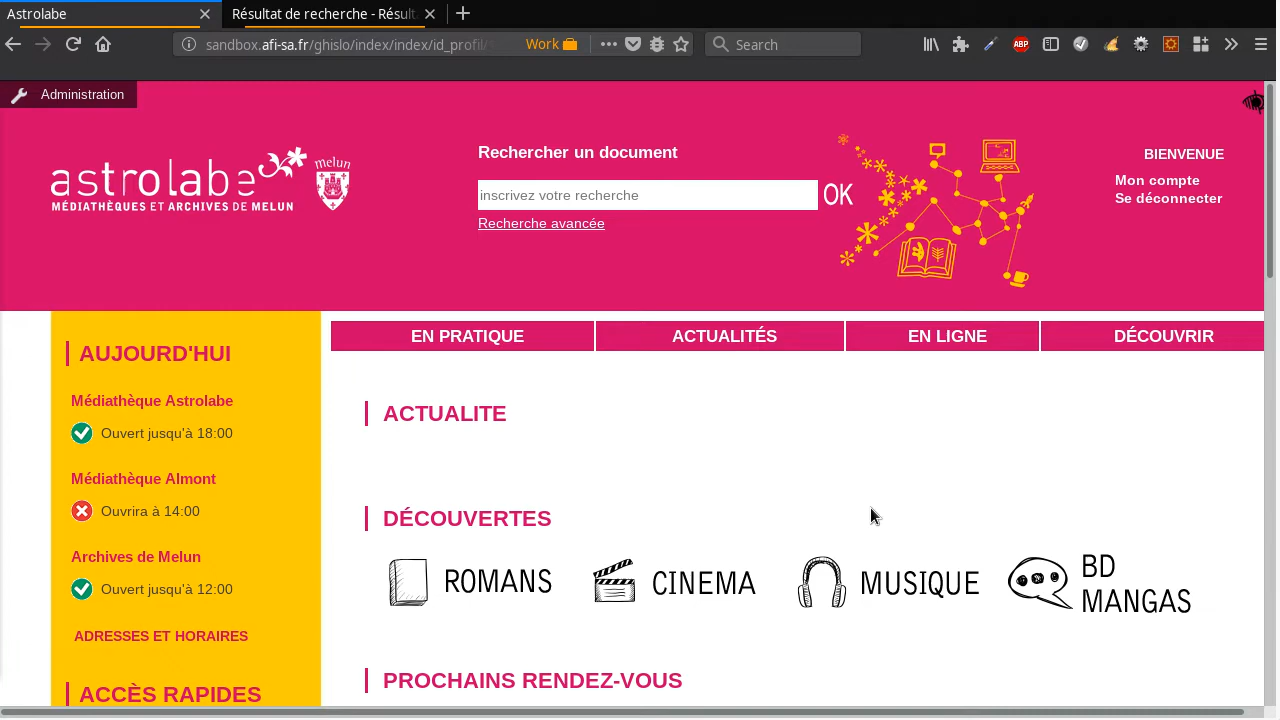 Astrolabe
Résultat de recherche - Résult
sandbox.afi-sa.fr/ghislo/index/index/id_profil/
Work
Search
ABP
Administration
astrolabe
melun
MÉDIATHÈQUES ET ARCHIVES DE MELUN
Rechercher un document
inscrivez votre recherche
OK
Recherche avancée
BIENVENUE
Mon compte
Se déconnecter
EN PRATIQUE
ACTUALITÉS
EN LIGNE
DÉCOUVRIR
AUJOURD'HUI
Médiathèque Astrolabe
Ouvert jusqu'à 18:00
Médiathèque Almont
Ouvrira à 14:00
Archives de Melun
Ouvert jusqu'à 12:00
ADRESSES ET HORAIRES
ACCÈS RAPIDES
ACTUALITE
DÉCOUVERTES
ROMANS
CINEMA
MUSIQUE
BD
MANGAS
PROCHAINS RENDEZ-VOUS